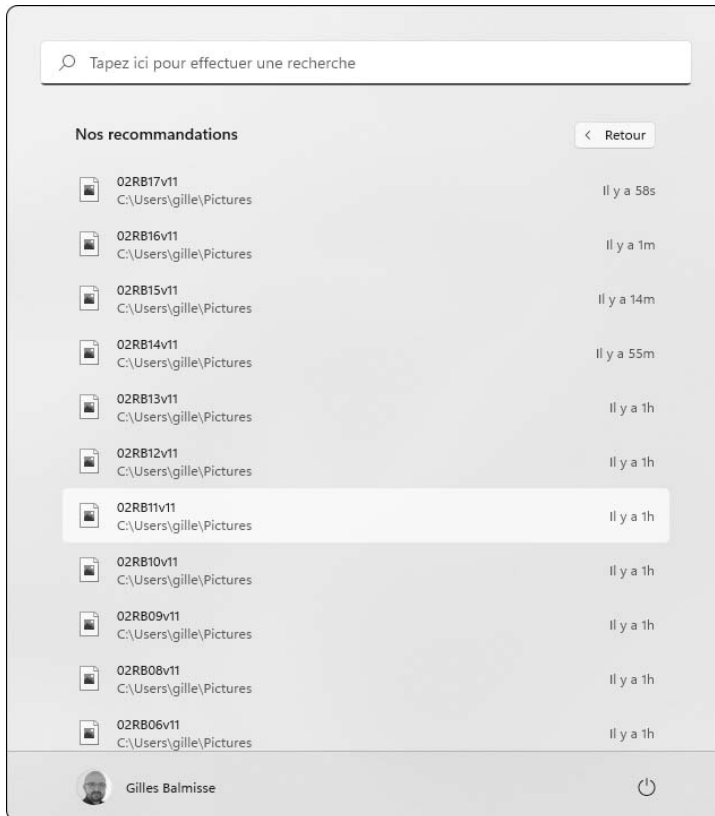 Tapez ici pour effectuer une recherche
Nos recommandations
Retour
02RB17v11
C:\Users\gille\Pictures
Il y a 58s
02RB16v11
C:\Users\gille\Pictures
Il y a 1m
02RB15v11
C:\Users\gille\Pictures
Il y a 14m
02RB14v11
C:\Users\gille\Pictures
Il y a 55m
02RB13v11
C:\Users\gille\Pictures
Il y a 1h
02RB12v11
C:\Users\gille\Pictures
Il y a 1h
02RB11v11
C:\Users\gille\Pictures
Il y a 1h
02RB10v11
C:\Users\gille\Pictures
Il y a 1h
02RB09v11
C:\Users\gille\Pictures
Il y a 1h
02RB08v11
C:\Users\gille\Pictures
Il y a 1h
02RB06v11
C:\Users\gille\Pictures
Il y a 1h
Gilles Balmisse